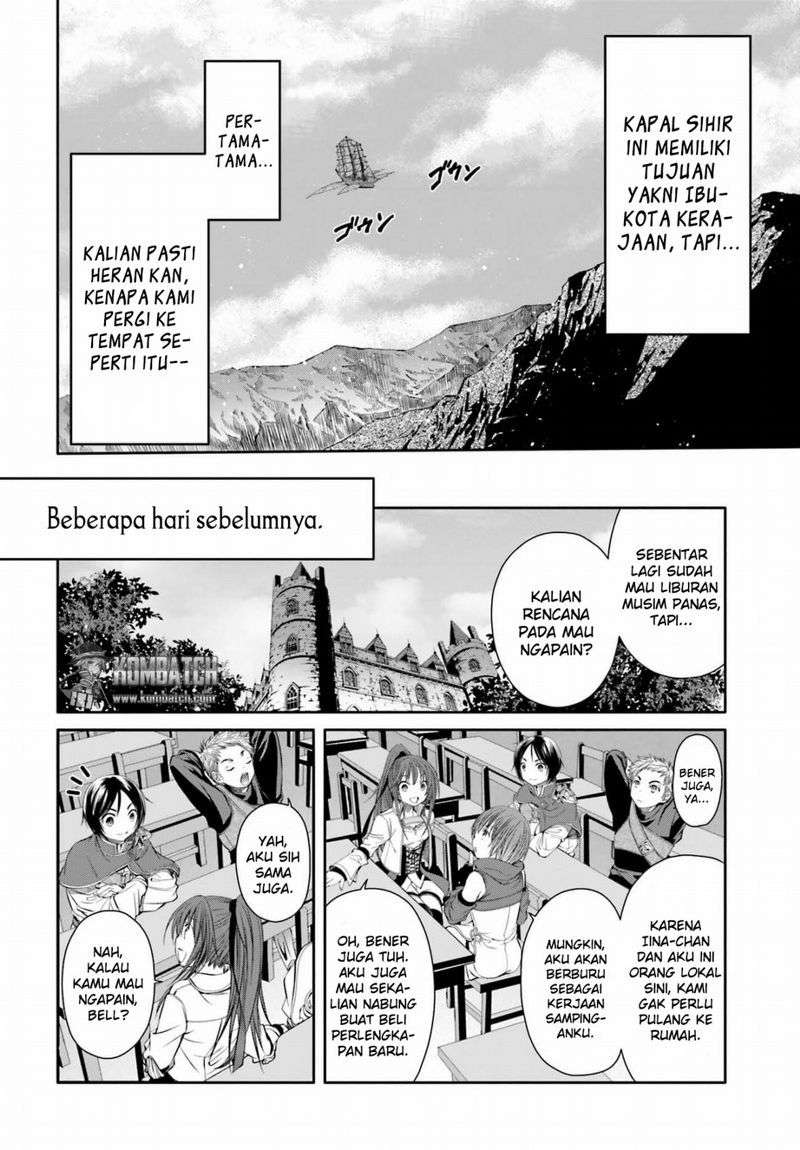 KAPAL SIHIR
INI MEMILIKI
TUJUAN
YAKNI IBU-
KOTA KERA-
JAAN, TAPI...
PER-
TAMA-
TAMA...
KALIAN PASTI
HERAN KAN,
KENAPA KAMI
PERGI KE
TEMPAT SE-
PERTI ITU--
ゴウン
ゴウン
Beberapa hari sebelumnya.
SEBENTAR
LAGI SUDAH
MAU LIBURAN
MUSIM PANAS,
TAPI...
KALIAN
RENCANA
PADA MAU
NGAPAIN?
KOMBATCH
www.kombatch.com
BENER
JUGA,
YA...
KARENA
IINA-CHAN
DAN AKU INI
ORANG LOKAL
SINI, KAMI
GAK PERLU
PULANG KE
RUMAH.
MUNGKIN,
AKU AKAN
BERBURU
SEBAGAI
KERJAAN
SAMPING-
ANKU.
OH, BENER
JUGA TUH.
AKU JUGA
MAU SEKA-
LIAN NABUNG
BUAT BELI
PERLENGKA-
PAN BARU.
YAH,
AKU SIH
SAMA
JUGA.
NAH,
KALAU
KAMU MAU
NGAPAIN,
BELL?